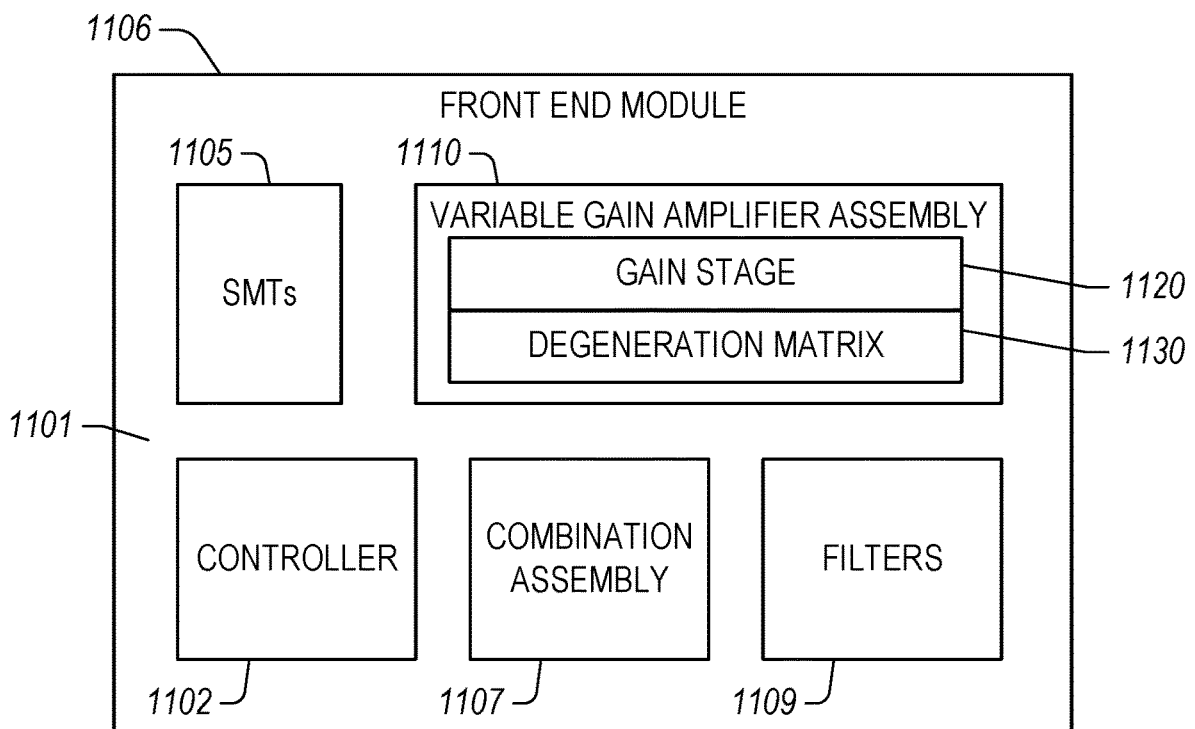 1106
FRONT END MODULE
1105
1110
SMTs
VARIABLE GAIN AMPLIFIER ASSEMBLY
GAIN STAGE
1120
DEGENERATION MATRIX
1130
1101
CONTROLLER
COMBINATION
ASSEMBLY
FILTERS
1102
1107
1109